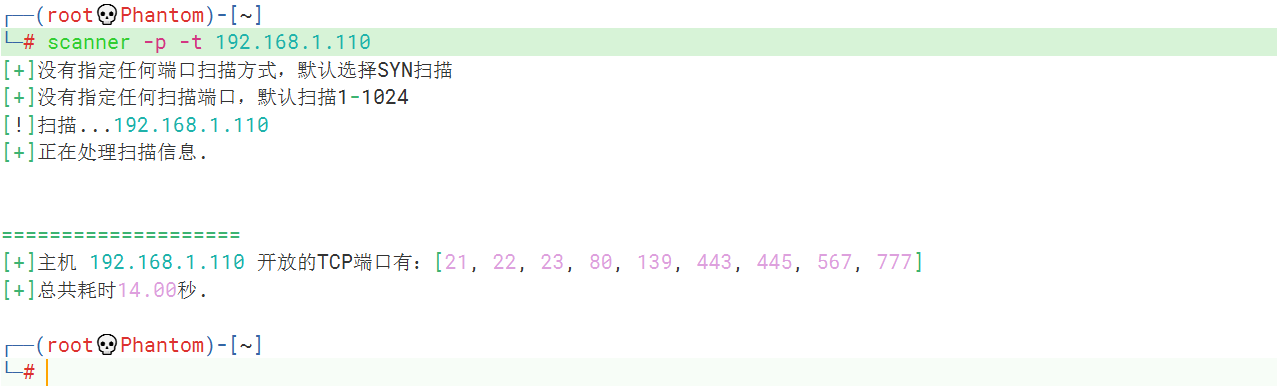 ┌──(root💀Phantom)-[~]
└─# scanner -p -t 192.168.1.110
[+]没有指定任何端口扫描方式，默认选择SYN扫描
[+]没有指定任何扫描端口，默认扫描1-1024
[!]扫描...192.168.1.110
[+]正在处理扫描信息.
====================
[+]主机 192.168.1.110 开放的TCP端口有：[21, 22, 23, 80, 139, 443, 445, 567, 777]
[+]总共耗时14.00秒.
┌──(root💀Phantom)-[~]
└─#